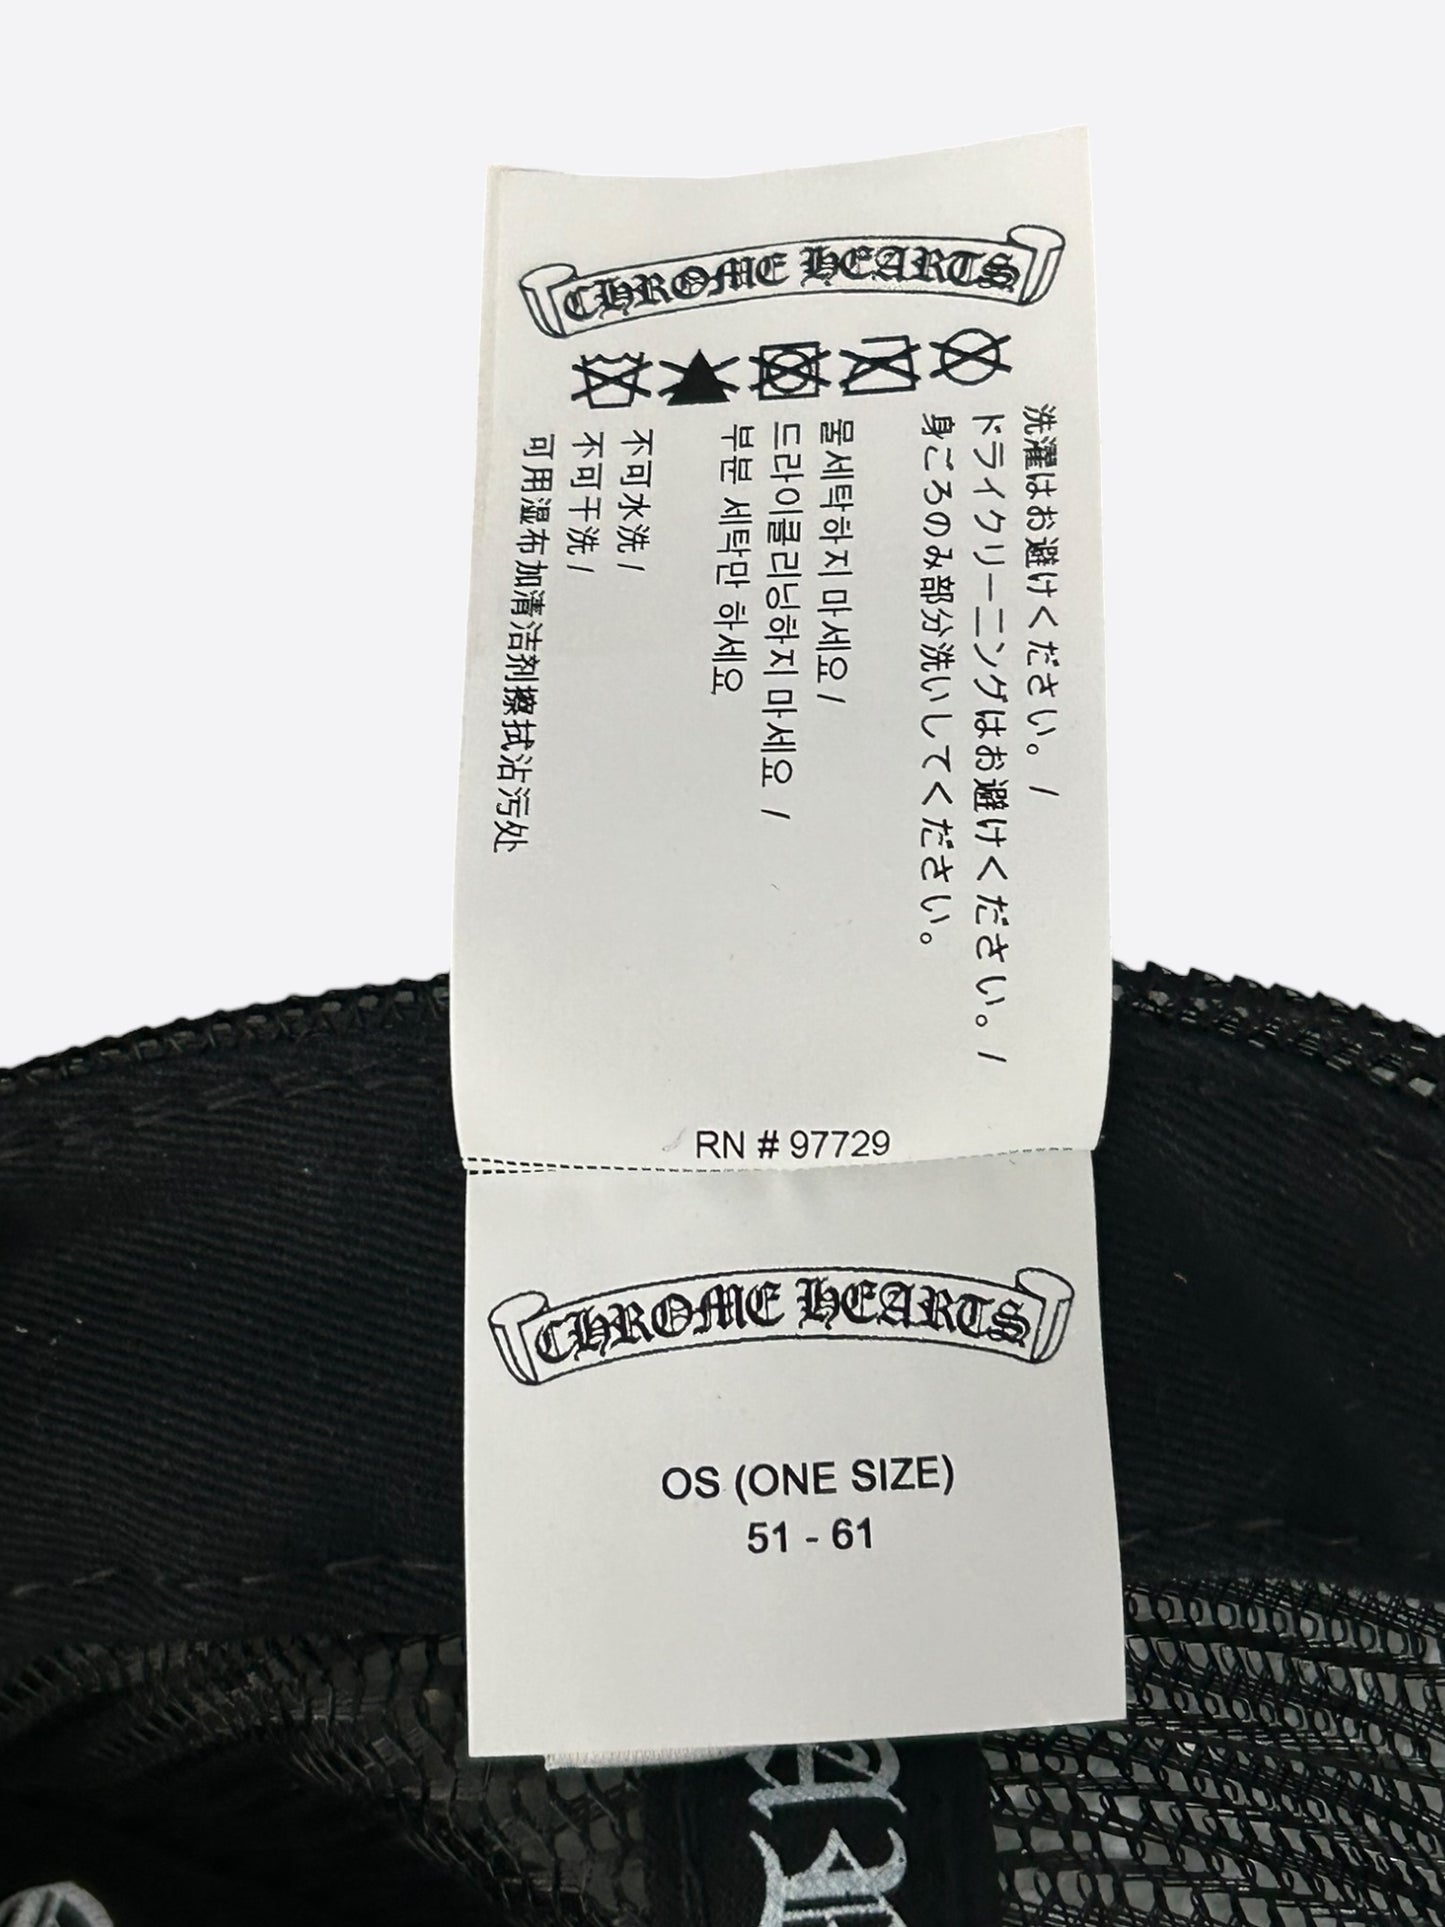 CHROME HEARTS
洗濯はお避けください。/
ドライクリーニングはお避けください。/
身ごろのみ部分洗いしてください。
물세탁하지 마세요 /
드라이클리닝하지 마세요 /
부분 세탁만 하세요
不可水洗 /
不可干洗 /
可用湿布加清洁剂擦拭沾污处
RN # 97729
CHROME HEARTS
OS (ONE SIZE)
51 - 61